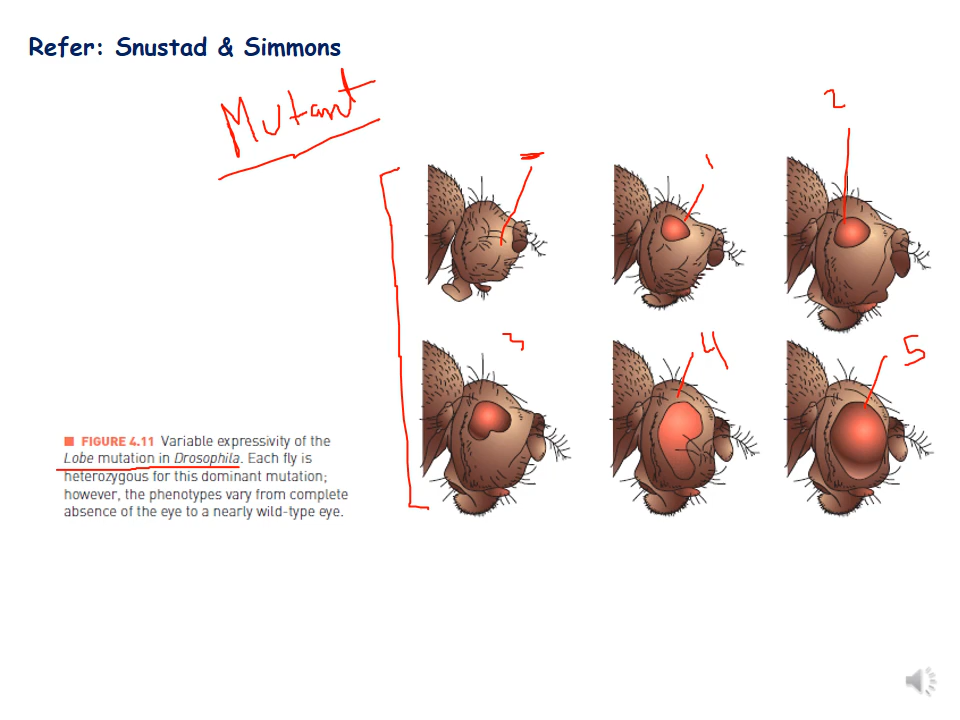 Refer: Snustad & Simmons
Mutant
2
1
3
4
5
FIGURE 4.11 Variable expressivity of the
Lobe mutation in Drosophila. Each fly is
heterozygous for this dominant mutation;
however, the phenotypes vary from complete
absence of the eye to a nearly wild-type eye.